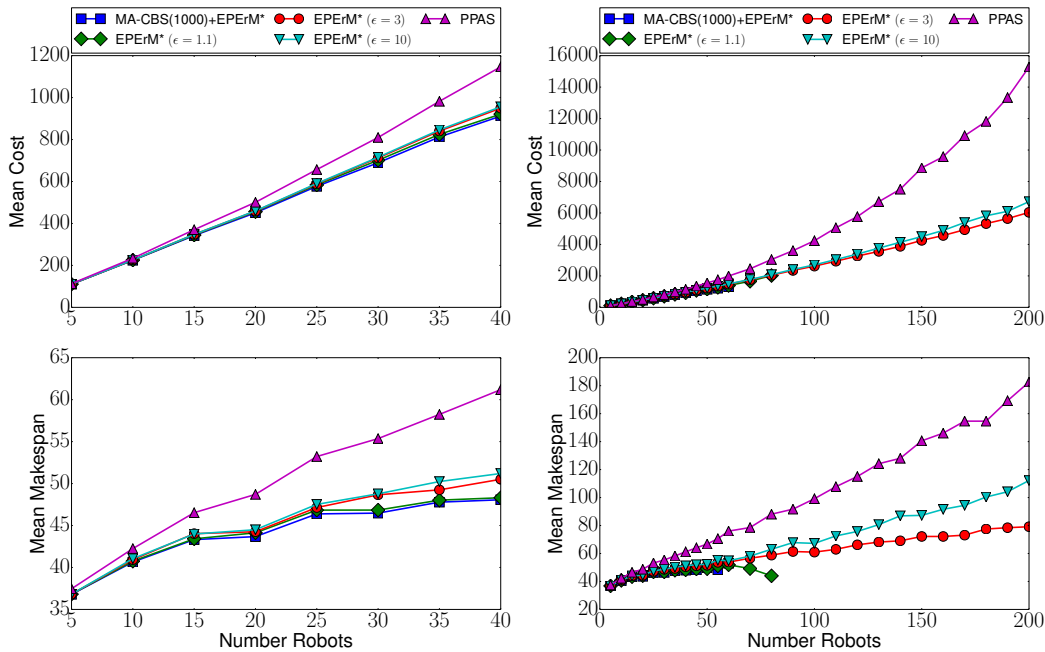 MA-CBS(1000)+EPErM* EPErM* (ϵ = 3) PPAS
EPErM* (ϵ = 1.1) EPErM* (ϵ = 10)
1200
1000
800
600
400
200
0
Mean Cost
5 10 15 20 25 30 35 40
MA-CBS(1000)+EPErM* EPErM* (ϵ = 3) PPAS
EPErM* (ϵ = 1.1) EPErM* (ϵ = 10)
16000
14000
12000
10000
8000
6000
4000
2000
0
Mean Cost
0 50 100 150 200
65
60
55
50
45
40
35
Mean Makespan
5 10 15 20 25 30 35 40
Number Robots
200
180
160
140
120
100
80
60
40
20
Mean Makespan
0 50 100 150 200
Number Robots